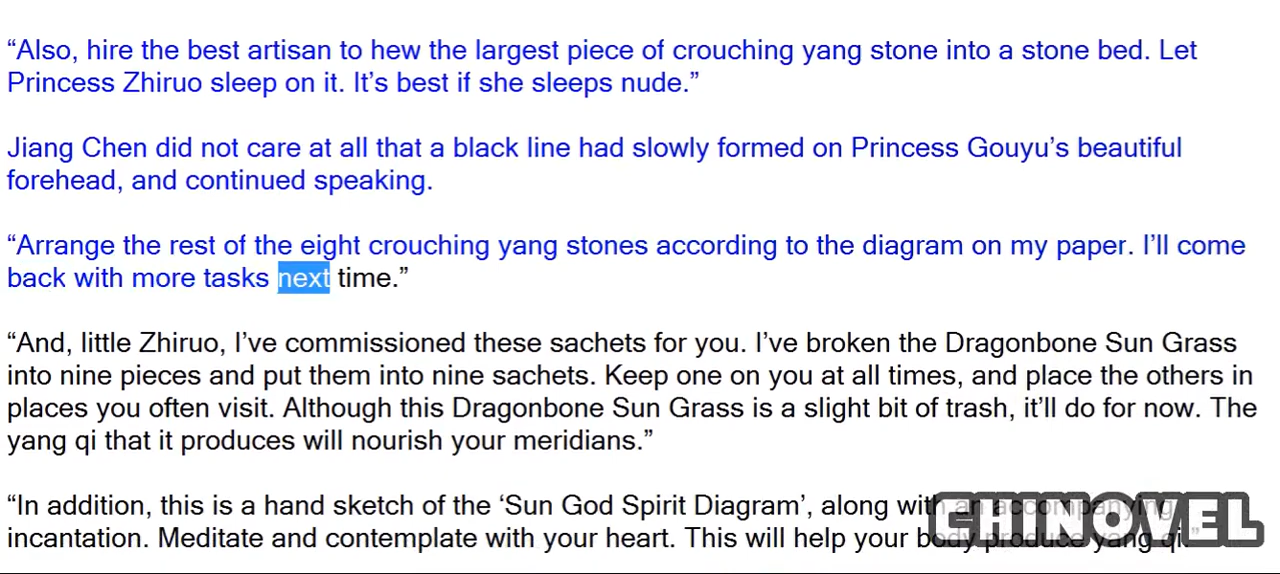 “Also, hire the best artisan to hew the largest piece of crouching yang stone into a stone bed. Let
Princess Zhiruo sleep on it. It’s best if she sleeps nude.”
Jiang Chen did not care at all that a black line had slowly formed on Princess Gouyu’s beautiful
forehead, and continued speaking.
“Arrange the rest of the eight crouching yang stones according to the diagram on my paper. I’ll come
back with more tasks next time.”
“And, little Zhiruo, I’ve commissioned these sachets for you. I’ve broken the Dragonbone Sun Grass
into nine pieces and put them into nine sachets. Keep one on you at all times, and place the others in
places you often visit. Although this Dragonbone Sun Grass is a slight bit of trash, it’ll do for now. The
yang qi that it produces will nourish your meridians.”
“In addition, this is a hand sketch of the ‘Sun God Spirit Diagram’, along with an accompanying
incantation. Meditate and contemplate with your heart. This will help your body produce yang qi.”
CHINOVEL